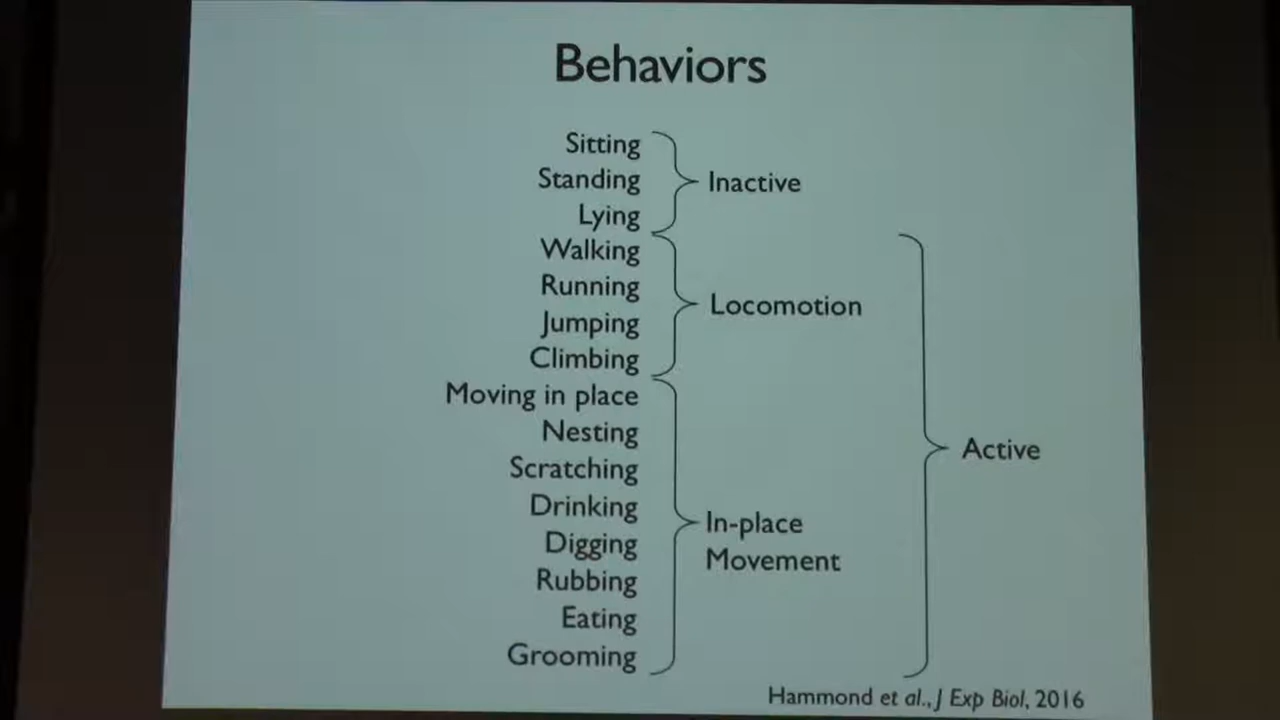 Behaviors
Sitting
Standing
Lying
Inactive
Walking
Running
Jumping
Climbing
Locomotion
Moving in place
Nesting
Scratching
Drinking
Digging
Rubbing
Eating
Grooming
In-place
Movement
Active
Hammond et al., J Exp Biol, 2016